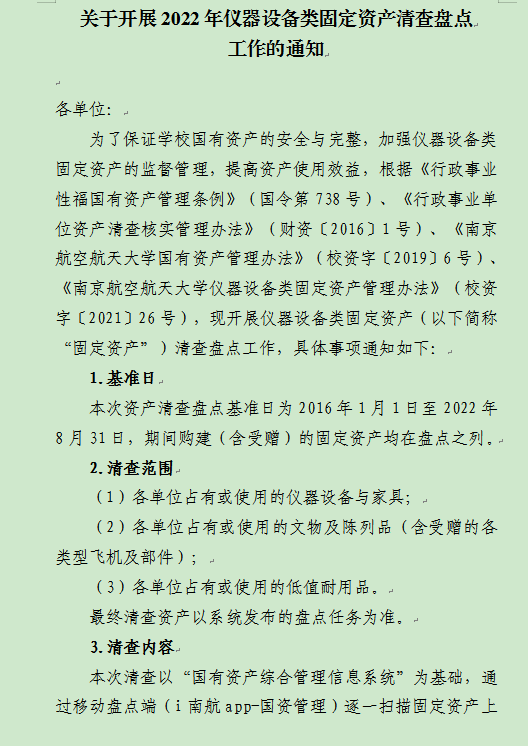 关于开展 2022 年仪器设备类固定资产清查盘点
工作的通知
各单位：
为了保证学校国有资产的安全与完整，加强仪器设备类
固定资产的监督管理，提高资产使用效益，根据《行政事业
性福国有资产管理条例》（国令第 738 号）、《行政事业单
位资产清查核实管理办法》（财资〔2016〕1 号）、《南京
航空航天大学国有资产管理办法》（校资字〔2019〕6 号）、
《南京航空航天大学仪器设备类固定资产管理办法》（校资
字〔2021〕26 号），现开展仪器设备类固定资产（以下简称
“固定资产”）清查盘点工作，具体事项通知如下：
1.基准日
本次资产清查盘点基准日为 2016 年 1 月 1 日至 2022 年
8 月 31 日，期间购建（含受赠）的固定资产均在盘点之列。
2.清查范围
（1）各单位占有或使用的仪器设备与家具；
（2）各单位占有或使用的文物及陈列品（含受赠的各
类型飞机及部件）；
（3）各单位占有或使用的低值耐用品。
最终清查资产以系统发布的盘点任务为准。
3.清查内容
本次清查以“国有资产综合管理信息系统”为基础，通
过移动盘点端（i 南航 app-国资管理）逐一扫描固定资产上